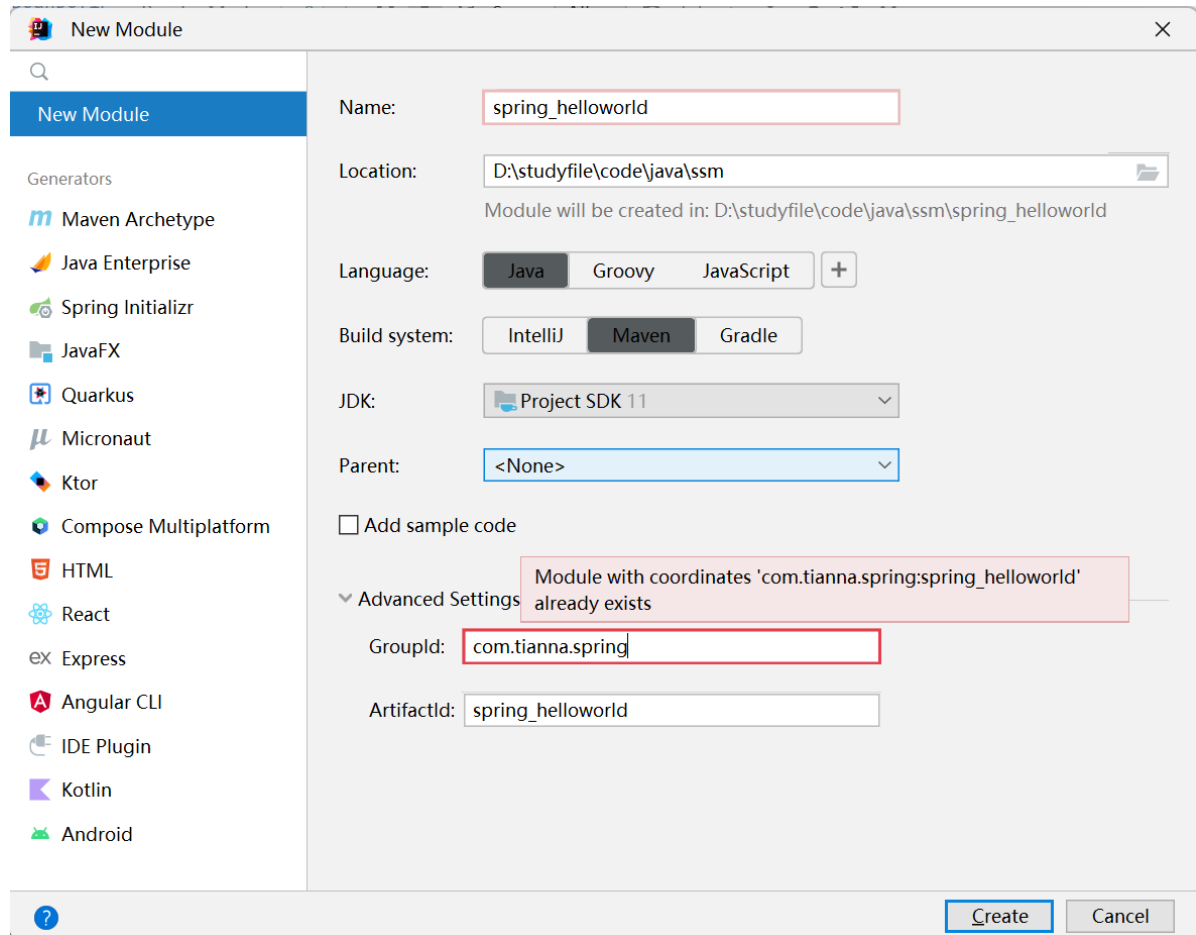 New Module
New Module
Generators
Maven Archetype
Java Enterprise
Spring Initializr
JavaFX
Quarkus
Micronaut
Ktor
Compose Multiplatform
HTML
React
ex Express
Angular CLI
IDE Plugin
Kotlin
Android
Name: spring_helloworld
Location: D:\studyfile\code\java\ssm
Module will be created in: D:\studyfile\code\java\ssm\spring_helloworld
Language: Java Groovy JavaScript +
Build system: IntelliJ Maven Gradle
JDK: Project SDK 11
Parent: <None>
Add sample code
Module with coordinates 'com.tianna.spring:spring_helloworld'
already exists
Advanced Settings
GroupId: com.tianna.spring
ArtifactId: spring_helloworld
? Create Cancel